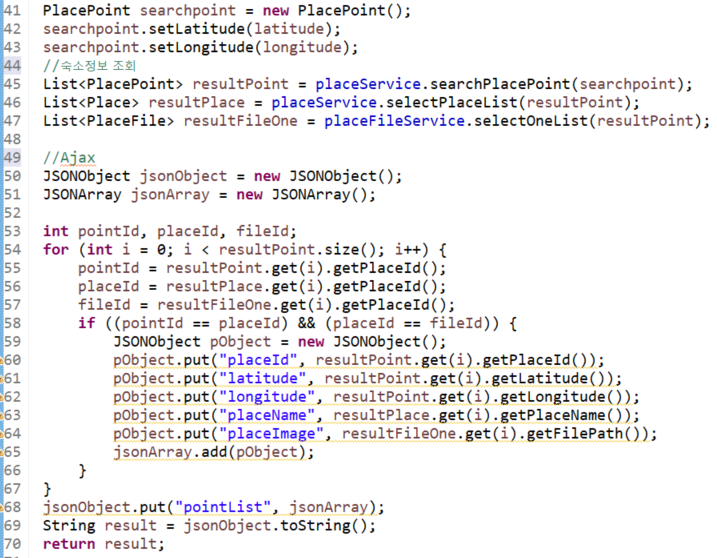 41 PlacePoint searchpoint = new PlacePoint();
42 searchpoint.setLatitude(latitude);
43 searchpoint.setLongitude(longitude);
44 //숙소정보 조회
45 List<PlacePoint> resultPoint = placeService.searchPlacePoint(searchpoint);
46 List<Place> resultPlace = placeService.selectPlaceList(resultPoint);
47 List<PlaceFile> resultFileOne = placeFileService.selectOneList(resultPoint);
48
49 //Ajax
50 JSONObject jsonObject = new JSONObject();
51 JSONArray jsonArray = new JSONArray();
52
53 int pointId, placeId, fileId;
54 for (int i = 0; i < resultPoint.size(); i++) {
55     pointId = resultPoint.get(i).getPlaceId();
56     placeId = resultPlace.get(i).getPlaceId();
57     fileId = resultFileOne.get(i).getPlaceId();
58     if ((pointId == placeId) && (placeId == fileId)) {
59         JSONObject pObject = new JSONObject();
60         pObject.put("placeId", resultPoint.get(i).getPlaceId());
61         pObject.put("latitude", resultPoint.get(i).getLatitude());
62         pObject.put("longitude", resultPoint.get(i).getLongitude());
63         pObject.put("placeName", resultPlace.get(i).getPlaceName());
64         pObject.put("placeImage", resultFileOne.get(i).getFilePath());
65         jsonArray.add(pObject);
66     }
67 }
68 jsonObject.put("pointList", jsonArray);
69 String result = jsonObject.toString();
70 return result;